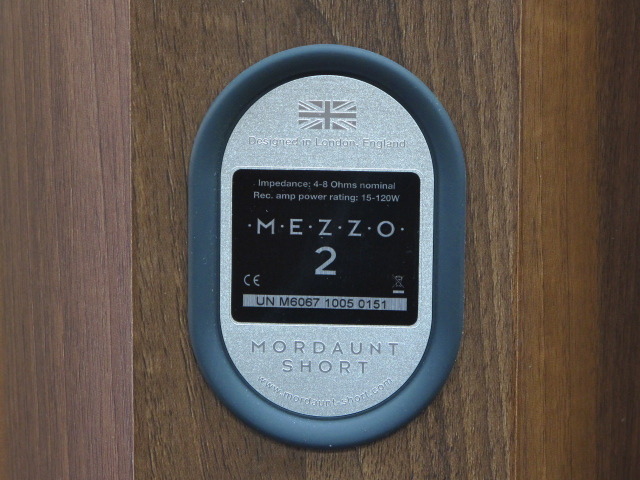 Designed in London, England
Impedance: 4-8 Ohms nominal
Rec. amp power rating: 15-120W
·M·E·Z·Z·O·
2
CE
UN M6067 1005 0151
MORDAUNT
SHORT
www.mordaunt-short.com